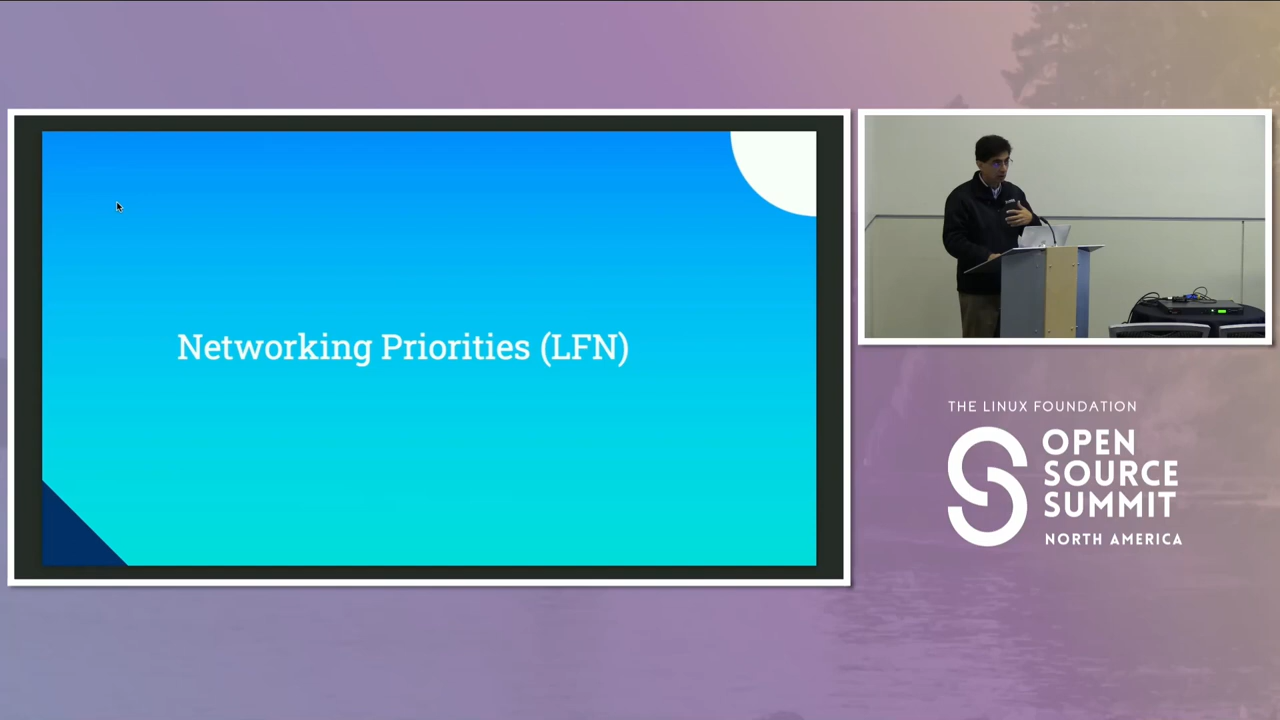 Networking Priorities (LFN)
THE LINUX FOUNDATION
OPEN
SOURCE
SUMMIT
NORTH AMERICA